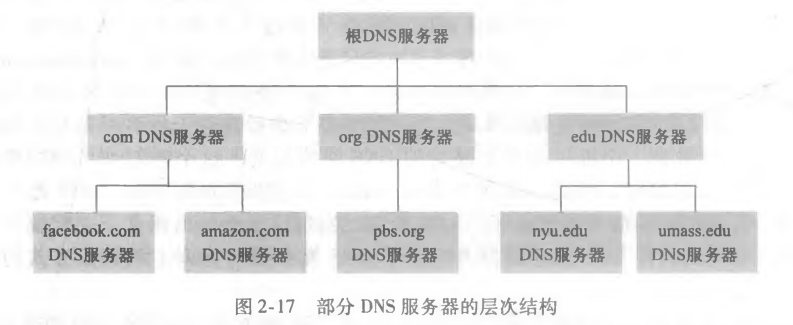 根DNS服务器
com DNS服务器 org DNS服务器 edu DNS服务器
facebook.com amazon.com pbs.org nyu.edu umass.edu
DNS服务器 DNS服务器 DNS服务器 DNS服务器 DNS服务器
图 2-17 部分 DNS 服务器的层次结构